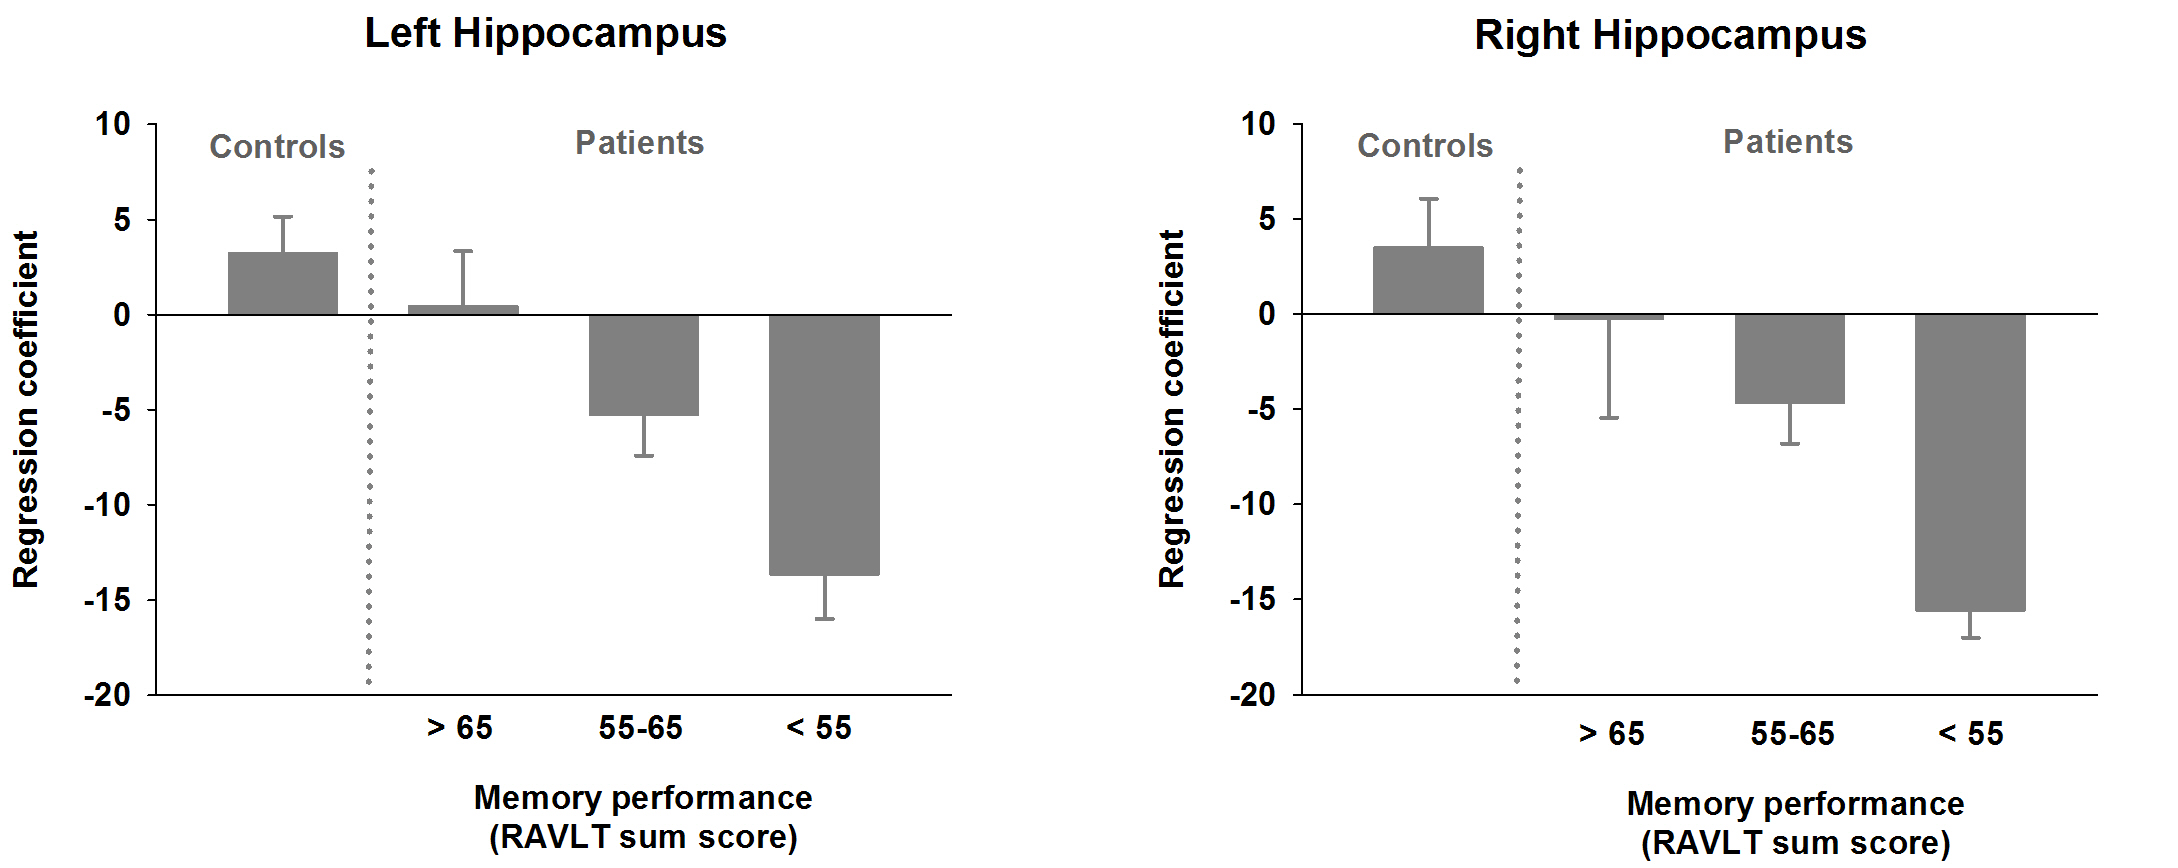 Left Hippocampus
10
5
0
-5
-10
-15
-20
Regression coefficient
Controls
Patients
> 65
55-65
< 55
Memory performance
(RAVLT sum score)
Right Hippocampus
10
5
0
-5
-10
-15
-20
Regression coefficient
Controls
Patients
> 65
55-65
< 55
Memory performance
(RAVLT sum score)